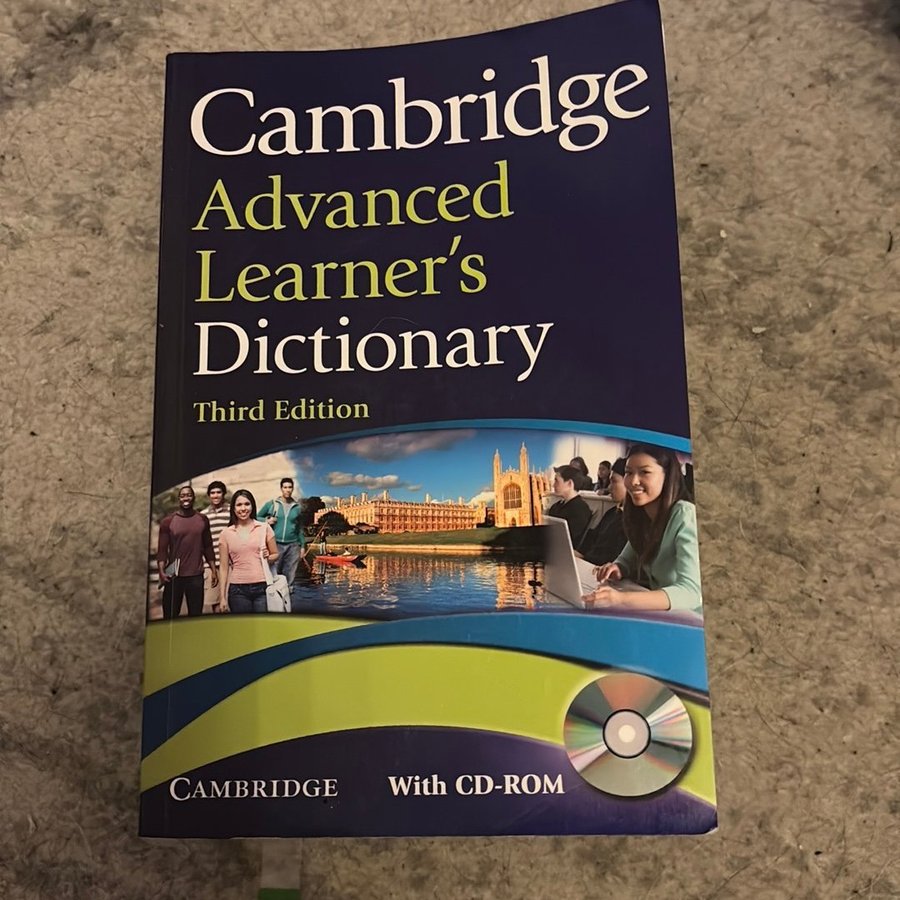 Cambridge
Advanced
Learner's
Dictionary
Third Edition
CAMBRIDGE
With CD-ROM